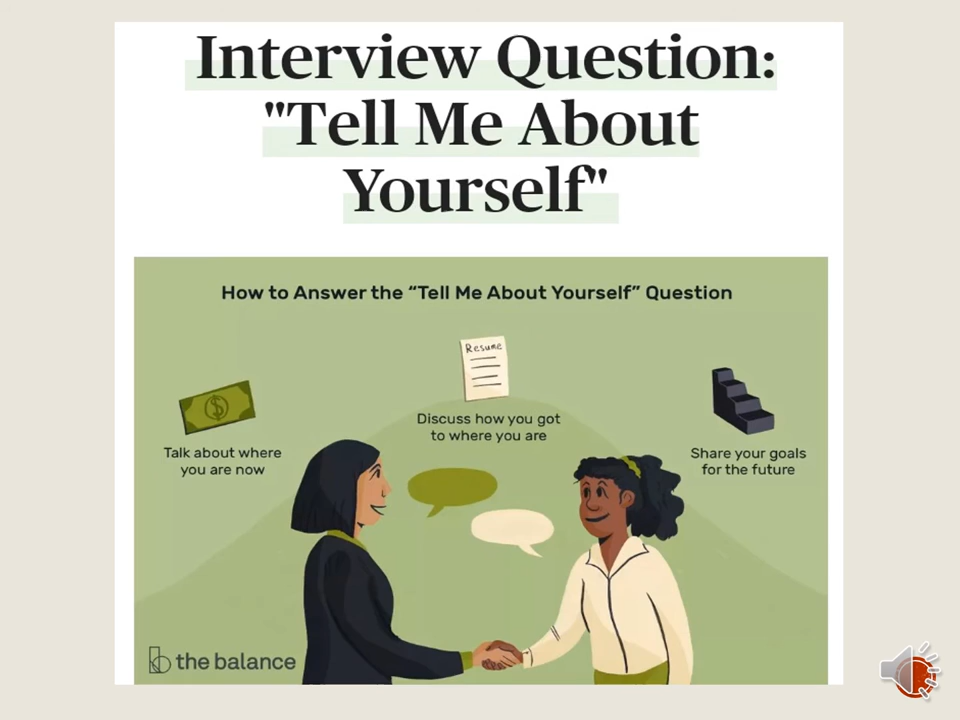 Interview Question:
"Tell Me About
Yourself"
How to Answer the “Tell Me About Yourself” Question
Resume
Discuss how you got
to where you are
Talk about where
you are now
Share your goals
for the future
the balance